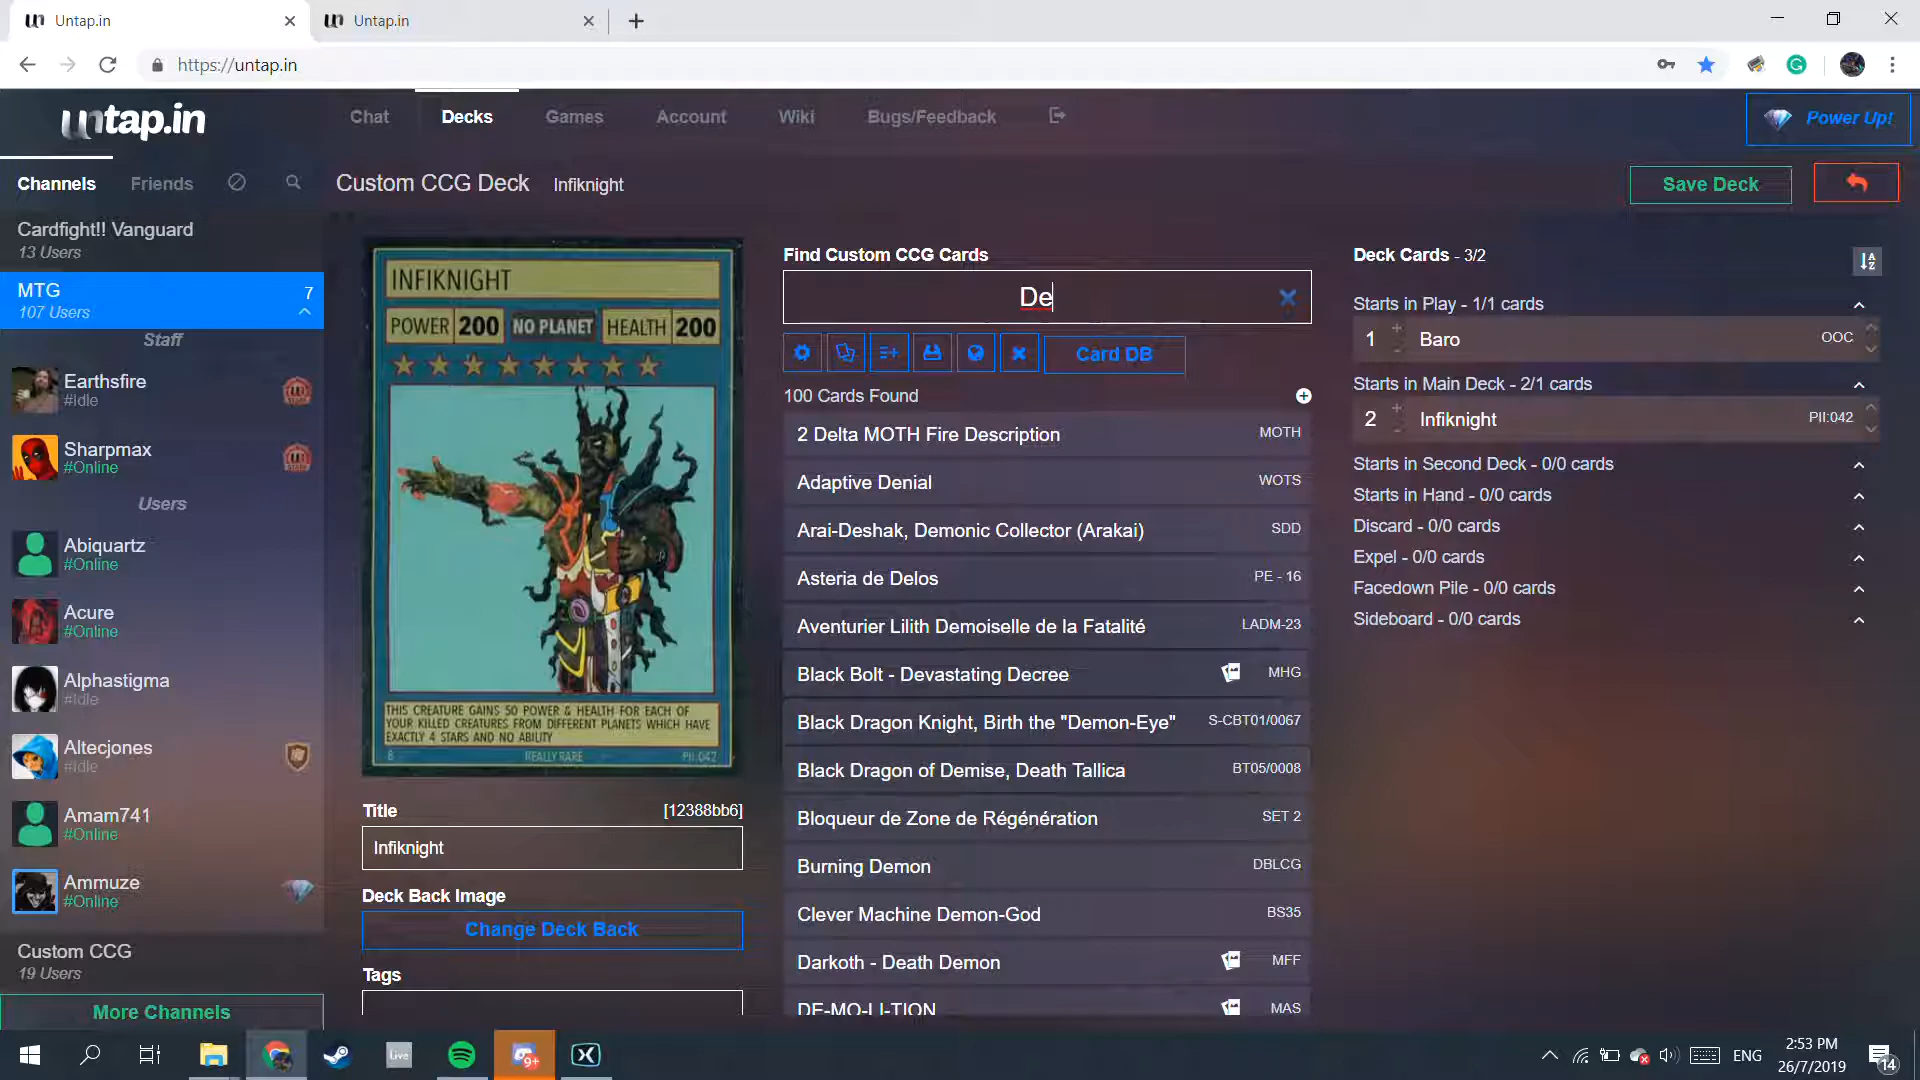 Untap.in
Untap.in
https://untap.in
untap.in
Chat
Decks
Games
Account
Wiki
Bugs/Feedback
Power Up!
Channels
Friends
Custom CCG Deck
Infiknight
Save Deck
Cardfight!! Vanguard
13 Users
MTG
7
107 Users
Staff
Earthsfire
#Idle
Sharpmax
#Online
Users
Abiquartz
#Online
Acure
#Online
Alphastigma
#Idle
Altecjones
#Idle
Amam741
#Online
Ammuze
#Online
Custom CCG
19 Users
More Channels
INFIKNIGHT
POWER 200 NO PLANET HEALTH 200
THIS CREATURE GAINS 50 POWER & HEALTH FOR EACH OF
YOUR KILLED CREATURES FROM DIFFERENT PLANETS WHICH HAVE
EXACTLY 4 STARS AND NO ABILITY
REALLY RARE
PII:042
Title
[12388bb6]
Infiknight
Deck Back Image
Change Deck Back
Tags
Find Custom CCG Cards
De
Card DB
100 Cards Found
2 Delta MOTH Fire Description MOTH
Adaptive Denial WOTS
Arai-Deshak, Demonic Collector (Arakai) SDD
Asteria de Delos PE - 16
Aventurier Lilith Demoiselle de la Fatalité LADM-23
Black Bolt - Devastating Decree MHG
Black Dragon Knight, Birth the "Demon-Eye" S-CBT01/0067
Black Dragon of Demise, Death Tallica BT05/0008
Bloqueur de Zone de Régénération SET 2
Burning Demon DBLCG
Clever Machine Demon-God BS35
Darkoth - Death Demon MFF
DE-MO-LI-TION MAS
Deck Cards - 3/2
Starts in Play - 1/1 cards
1 Baro OOC
Starts in Main Deck - 2/1 cards
2 Infiknight PII:042
Starts in Second Deck - 0/0 cards
Starts in Hand - 0/0 cards
Discard - 0/0 cards
Expel - 0/0 cards
Facedown Pile - 0/0 cards
Sideboard - 0/0 cards
Live
9+
ENG
2:53 PM
26/7/2019
14